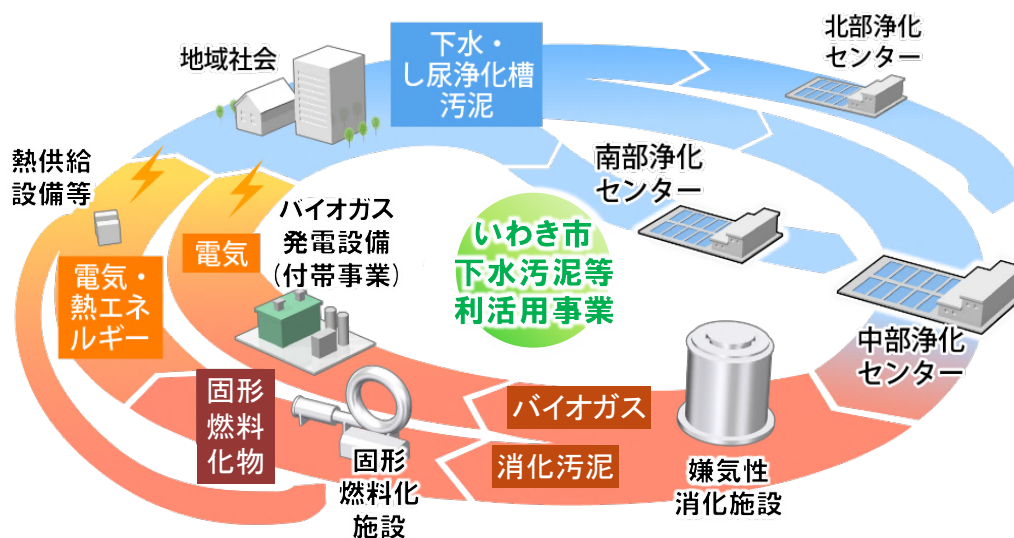 地域社会
下水・
し尿浄化槽
汚泥
北部浄化
センター
熱供給
設備等
南部浄化
センター
バイオガス
発電設備
(付帯事業)
電気
いわき市
下水汚泥等
利活用事業
電気・
熱エネ
ルギー
中部浄化
センター
固形
燃料
化物
バイオガス
消化汚泥
固形
燃料化
施設
嫌気性
消化施設